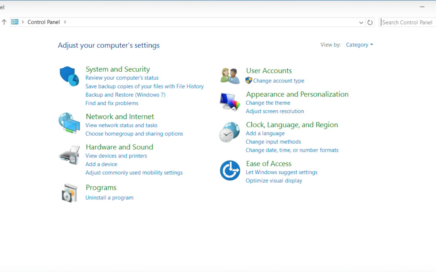 el
Control Panel
Search Control Panel
Adjust your computer's settings
View by: Category
System and Security
Review your computer's status
Save backup copies of your files with File History
Backup and Restore (Windows 7)
Find and fix problems
Network and Internet
View network status and tasks
Choose homegroup and sharing options
Hardware and Sound
View devices and printers
Add a device
Adjust commonly used mobility settings
Programs
Uninstall a program
User Accounts
Change account type
Appearance and Personalization
Change the theme
Adjust screen resolution
Clock, Language, and Region
Add a language
Change input methods
Change date, time, or number formats
Ease of Access
Let Windows suggest settings
Optimize visual display